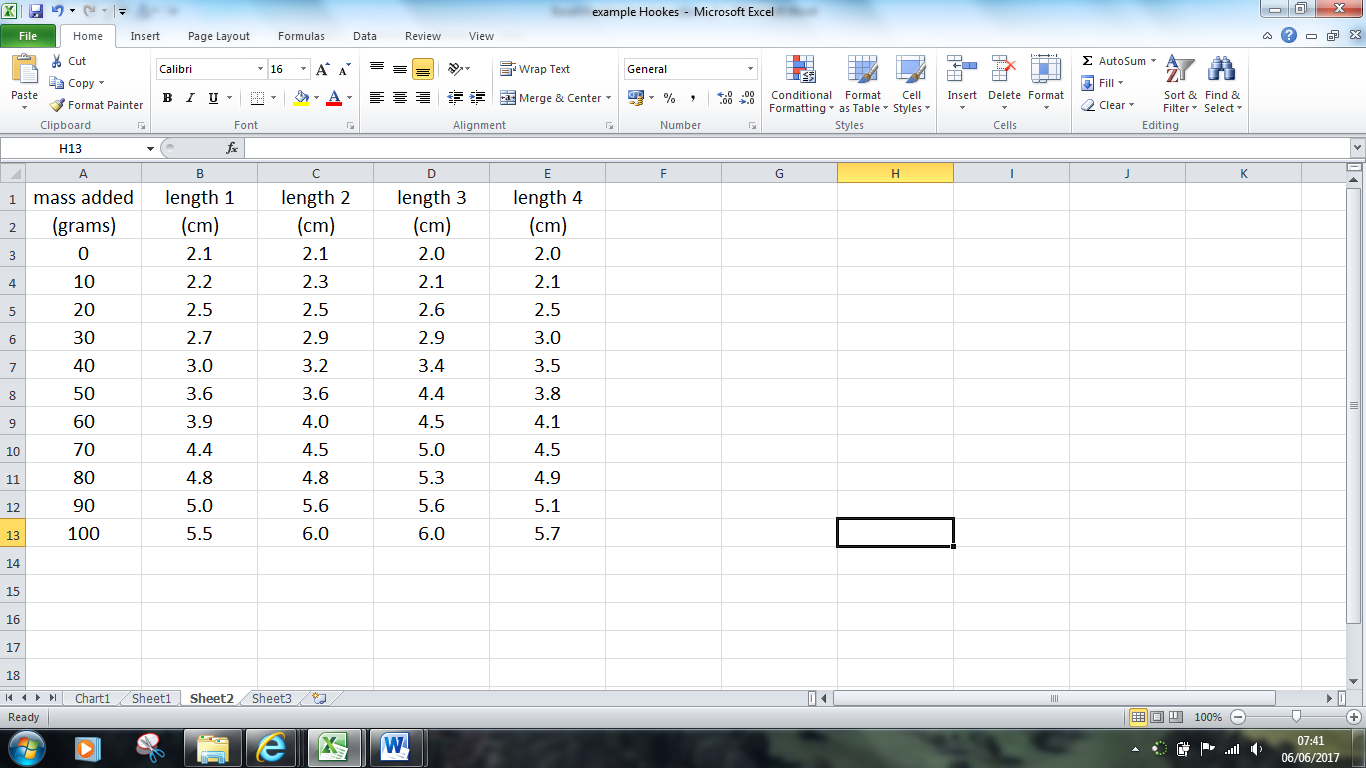 example Hookes - Microsoft Excel
File Home Insert Page Layout Formulas Data Review View
Paste Cut Copy Format Painter
Calibri 16 B I U A A A
Wrap Text Merge & Center
General % , .0 .00 .00 .0
Conditional Formatting Format as Table Cell Styles
Insert Delete Format
Σ AutoSum Fill Clear Sort & Filter Find & Select
Clipboard Font Alignment Number Styles Cells Editing
H13 fx
A B C D E F G H I J K
1 mass added length 1 length 2 length 3 length 4
2 (grams) (cm) (cm) (cm) (cm)
3 0 2.1 2.1 2.0 2.0
4 10 2.2 2.3 2.1 2.1
5 20 2.5 2.5 2.6 2.5
6 30 2.7 2.9 2.9 3.0
7 40 3.0 3.2 3.4 3.5
8 50 3.6 3.6 4.4 3.8
9 60 3.9 4.0 4.5 4.1
10 70 4.4 4.5 5.0 4.5
11 80 4.8 4.8 5.3 4.9
12 90 5.0 5.6 5.6 5.1
13 100 5.5 6.0 6.0 5.7
14
15
16
17
18
Chart1 Sheet1 Sheet2 Sheet3
Ready 100%
07:41
06/06/2017